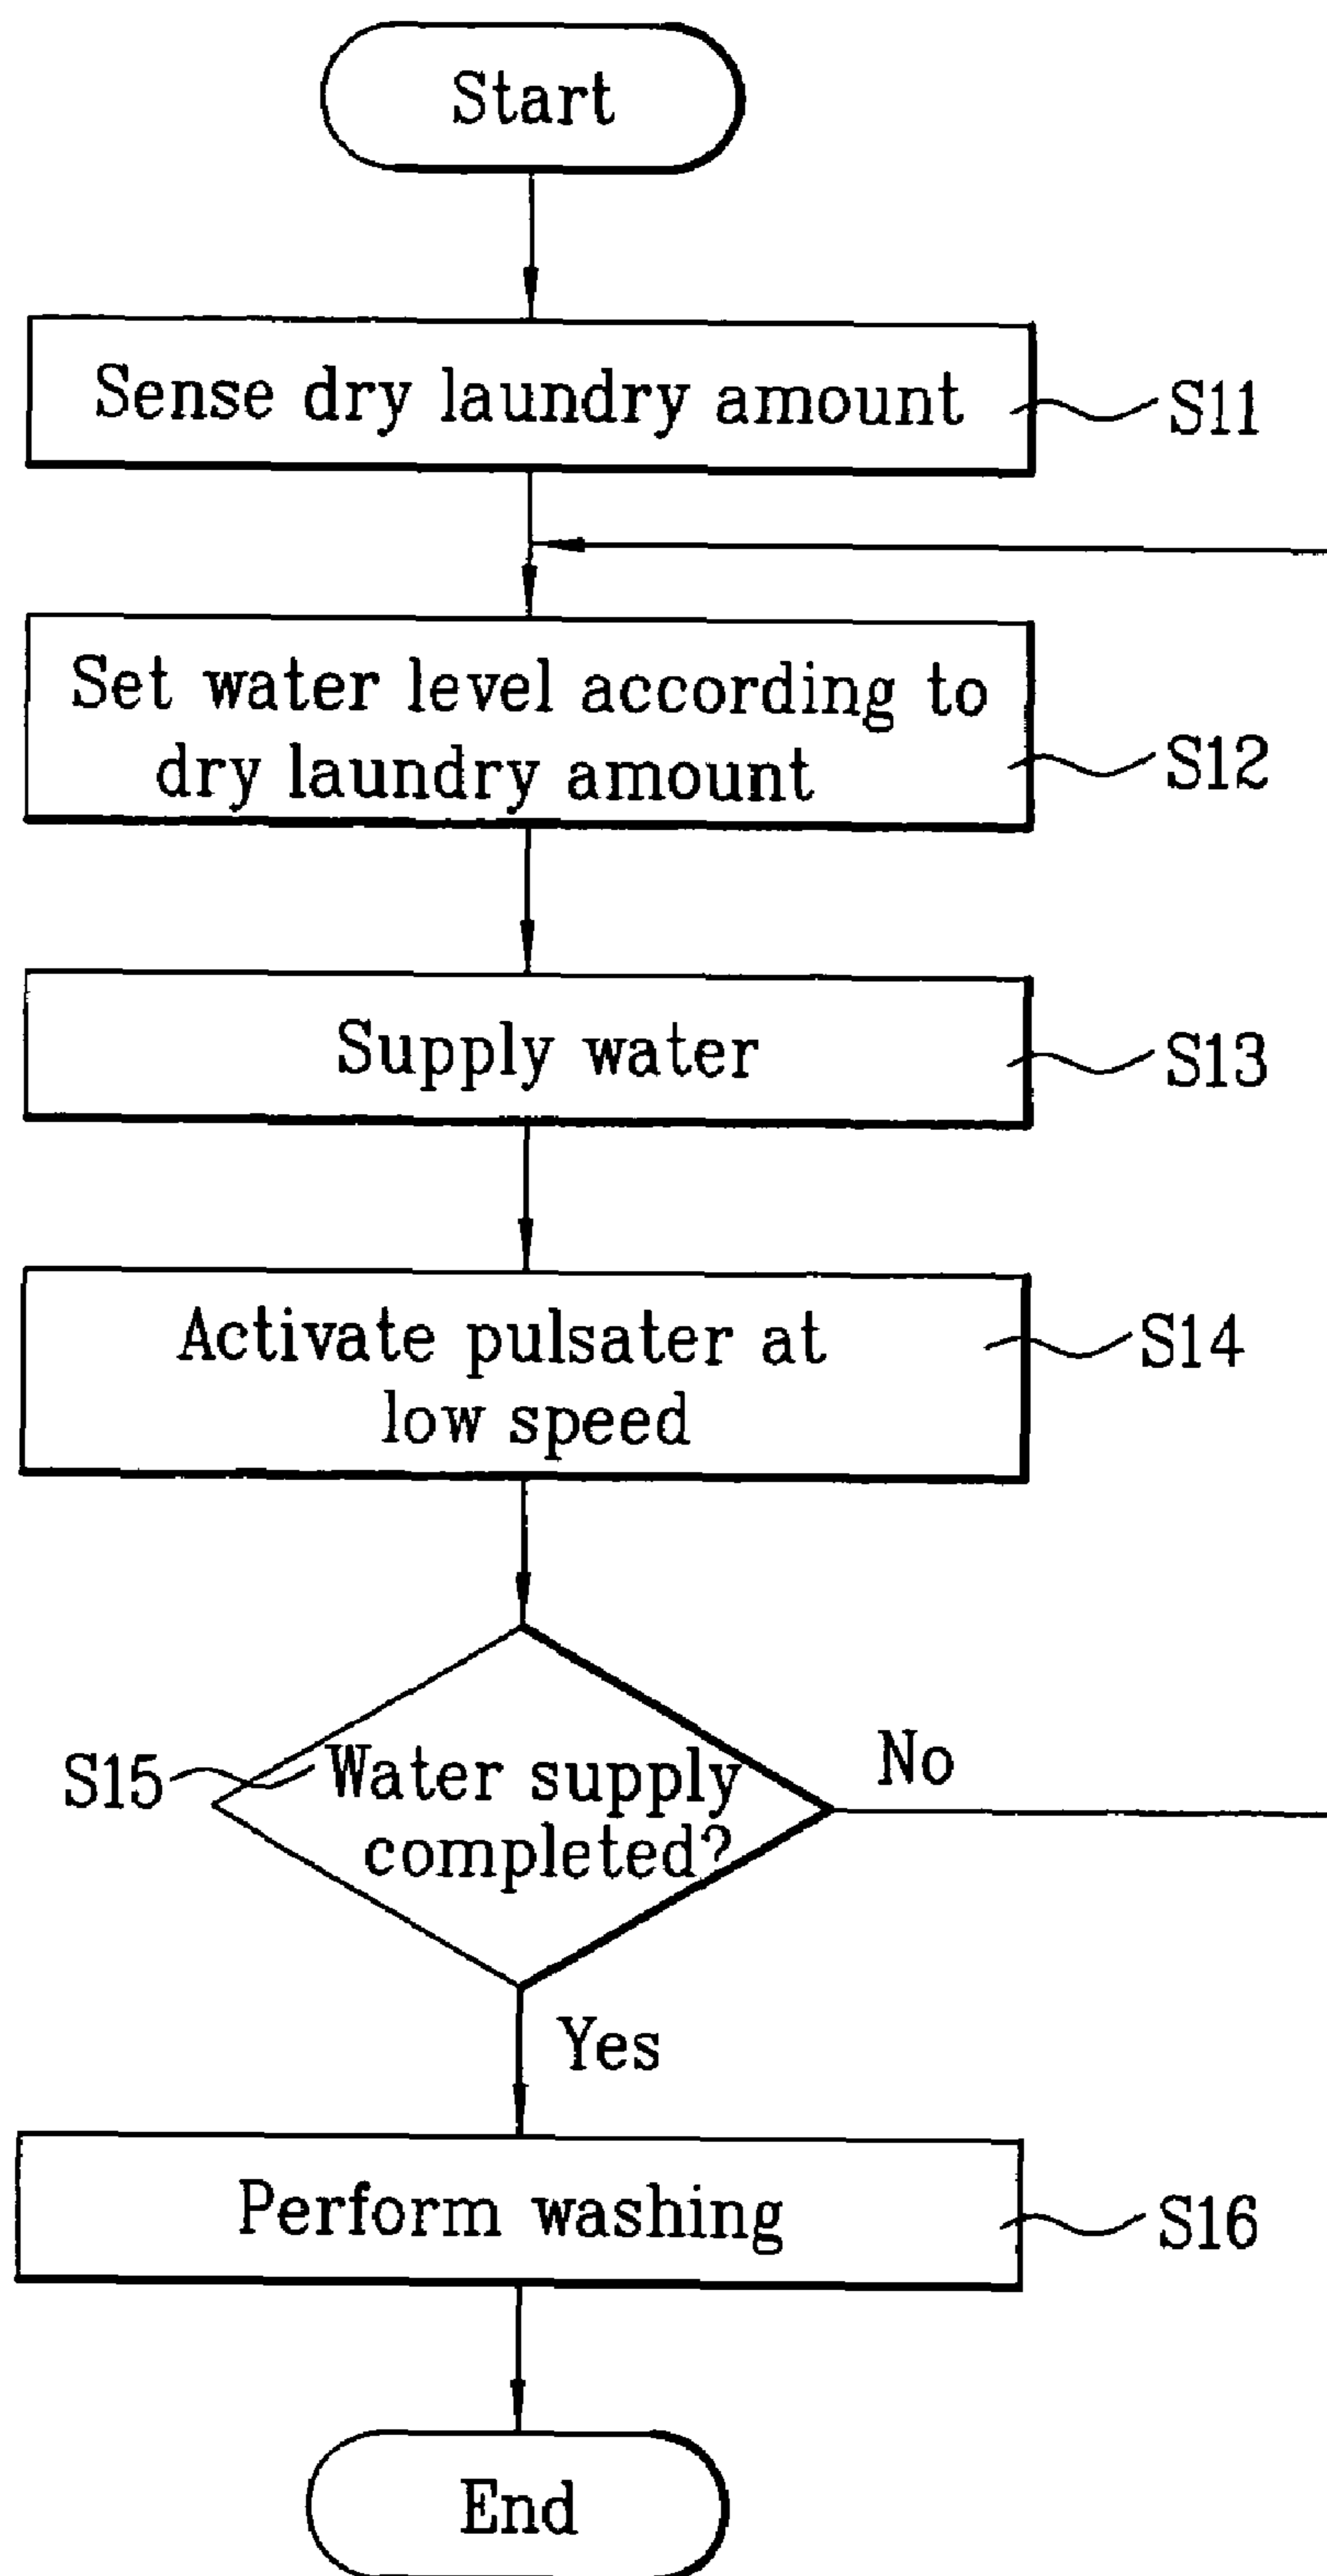 Start
Sense dry laundry amount
S11
Set water level according to
dry laundry amount
S12
Supply water
S13
Activate pulsater at
low speed
S14
S15
Water supply
completed?
No
Yes
Perform washing
S16
End